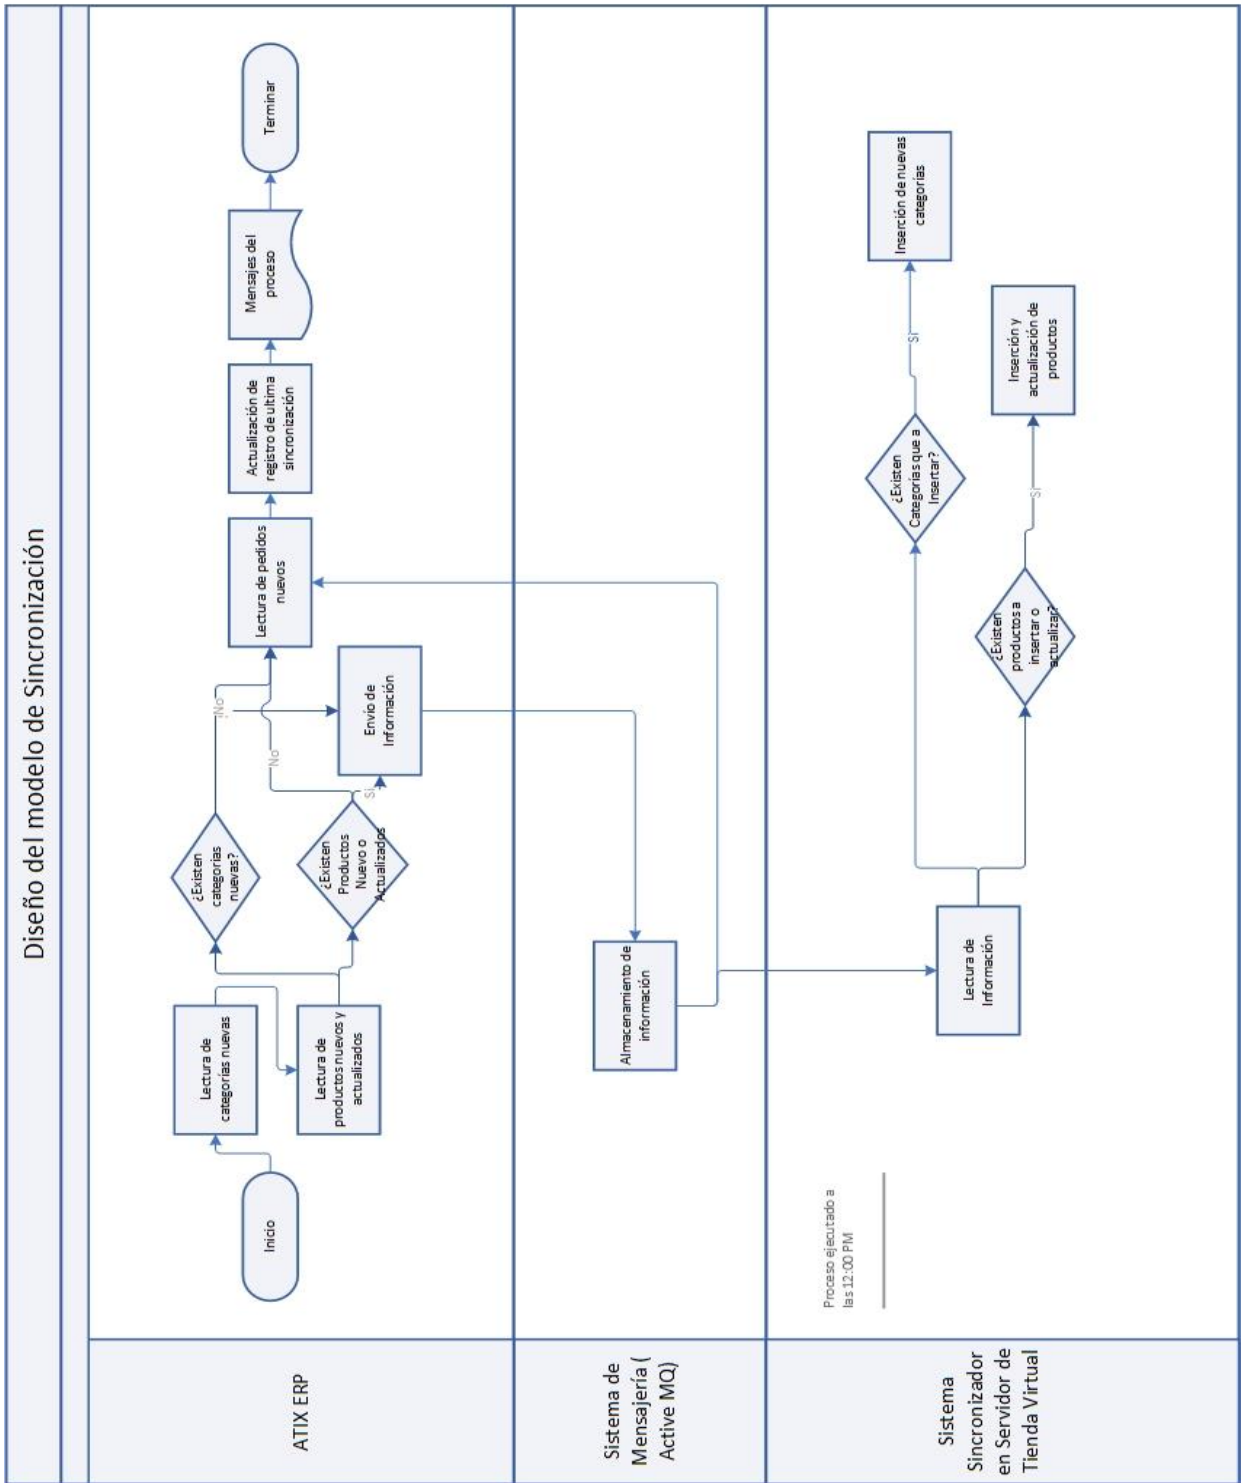 Diseño del modelo de Sincronización
ATIX ERP
Inicio
Lectura de
categorías nuevas
Lectura de
productos nuevos y
actualizados
¿Existen
categorías
nuevas?
¿Existen
Productos
Nuevo o
Actualizados
No
No
Si
Envío de
Información
Lectura de pedidos
nuevos
Actualización de
registro de ultima
sincronización
Mensajes del
proceso
Terminar
Sistema de
Mensajería (
Active MQ)
Almacenamiento de
información
Sistema
Sincronizador
en Servidor de
Tienda Virtual
Proceso ejecutado a
las 12:00 PM
Lectura de
Información
¿Existen
Categorías que a
Insertar?
Si
Inserción de nuevas
categorías
¿Existen
productos a
insertar o
actualizar?
Si
Inserción y
actualización de
productos